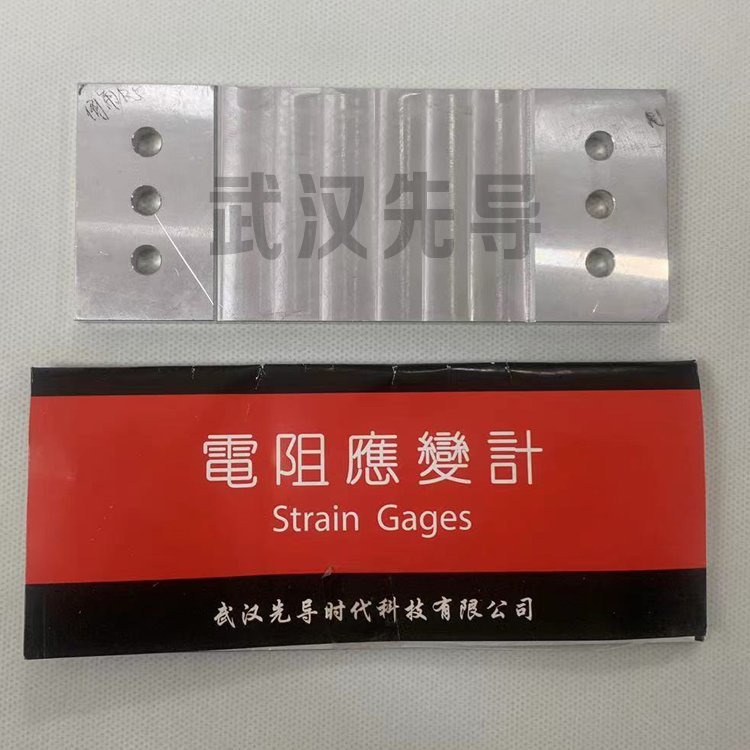 武汉先导
電阻應變計
Strain Gages
武汉先导时代科技有限公司